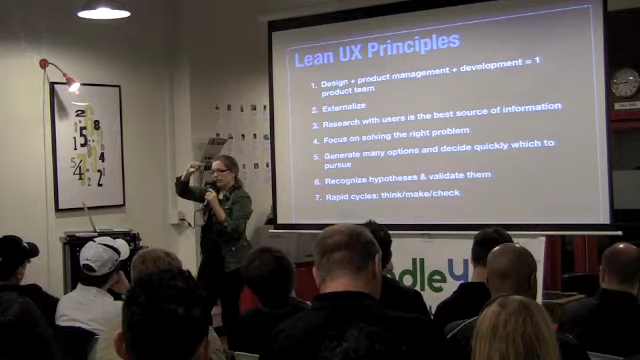 Lean UX Principles
1. Design + product management + development = 1
product team
2. Externalize
3. Research with users is the best source of information
4. Focus on solving the right problem
5. Generate many options and decide quickly which to
pursue
6. Recognize hypotheses & validate them
7. Rapid cycles: think/make/check